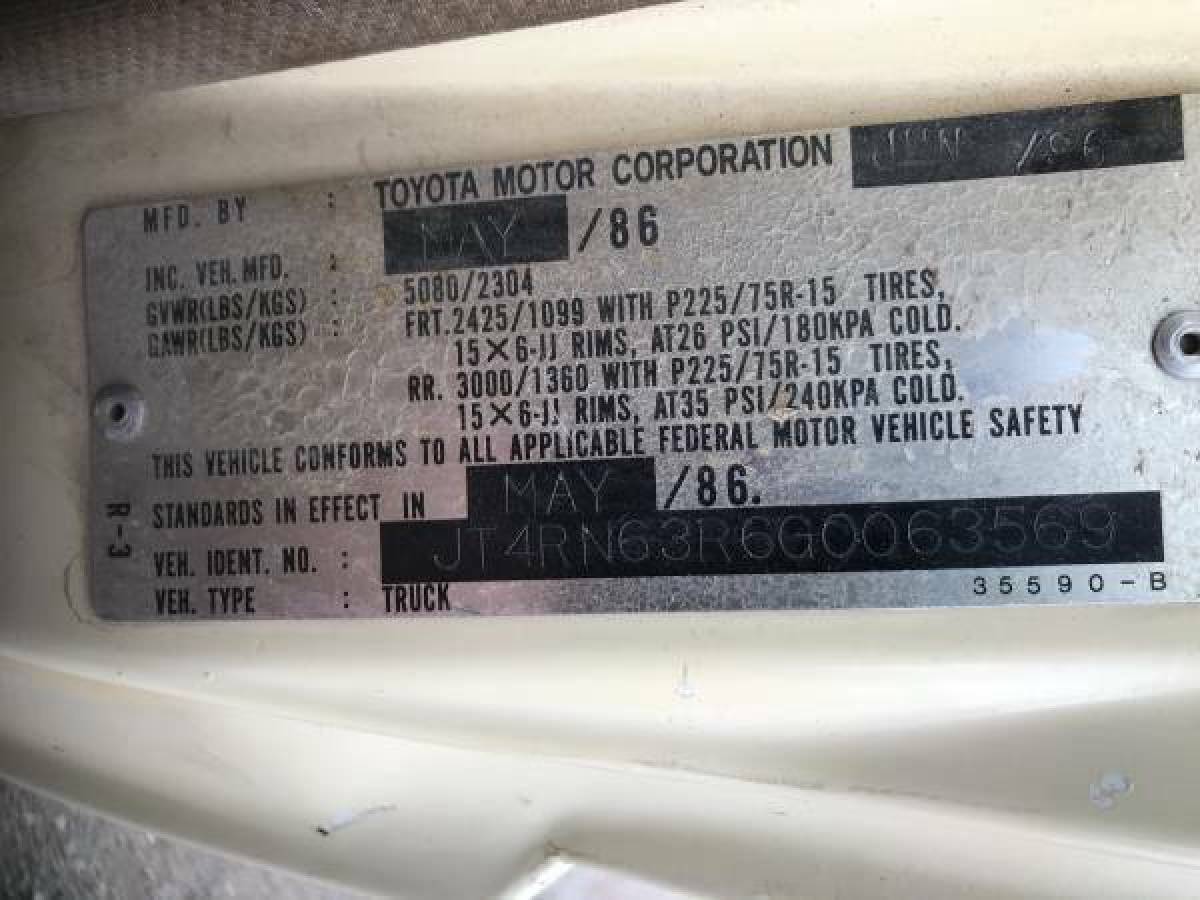 MFD. BY : TOYOTA MOTOR CORPORATION JUN /86
INC. VEH. MFD. : MAY /86
GVWR(LBS/KGS) : 5080/2304
GAWR(LBS/KGS) : FRT. 2425/1099 WITH P225/75R-15 TIRES,
15×6-JJ RIMS, AT26 PSI/180KPA COLD.
RR. 3000/1360 WITH P225/75R-15 TIRES,
15×6-JJ RIMS, AT35 PSI/240KPA COLD.
THIS VEHICLE CONFORMS TO ALL APPLICABLE FEDERAL MOTOR VEHICLE SAFETY
STANDARDS IN EFFECT IN MAY /86.
VEH. IDENT. NO. : JT4RN63R6G0063569
VEH. TYPE : TRUCK
35590-B
R-3